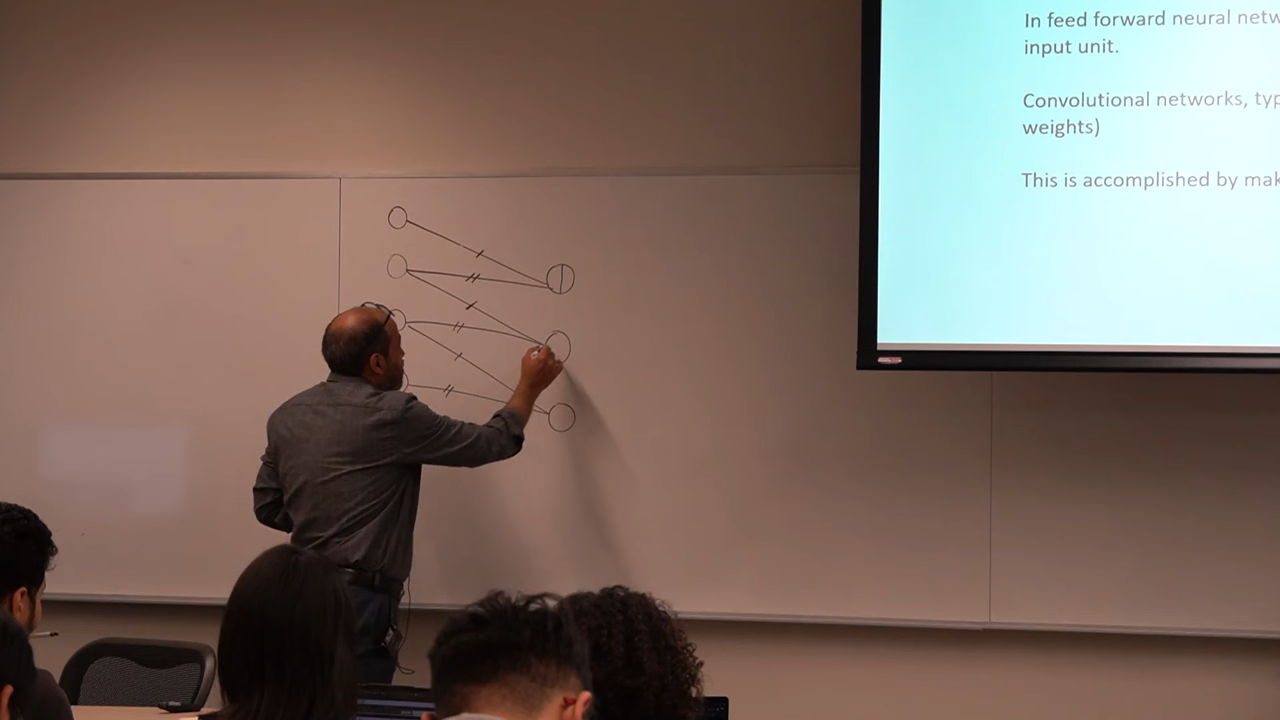 In feed forward neural netw
input unit.
Convolutional networks, typ
weights)
This is accomplished by mak